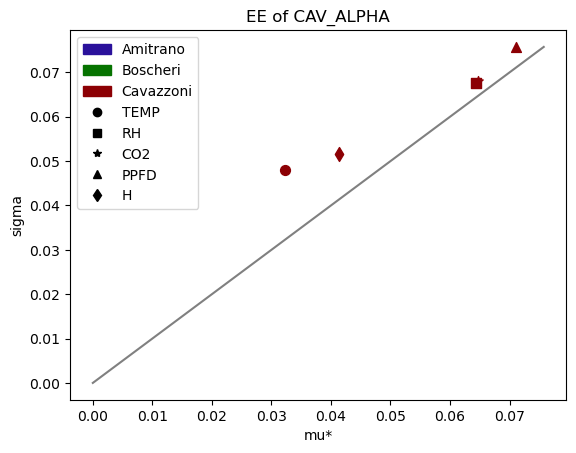 EE of CAV_ALPHA
Amitrano
Boscheri
Cavazzoni
TEMP
RH
CO2
PPFD
H
sigma
0.07
0.06
0.05
0.04
0.03
0.02
0.01
0.00
0.00 0.01 0.02 0.03 0.04 0.05 0.06 0.07
mu*